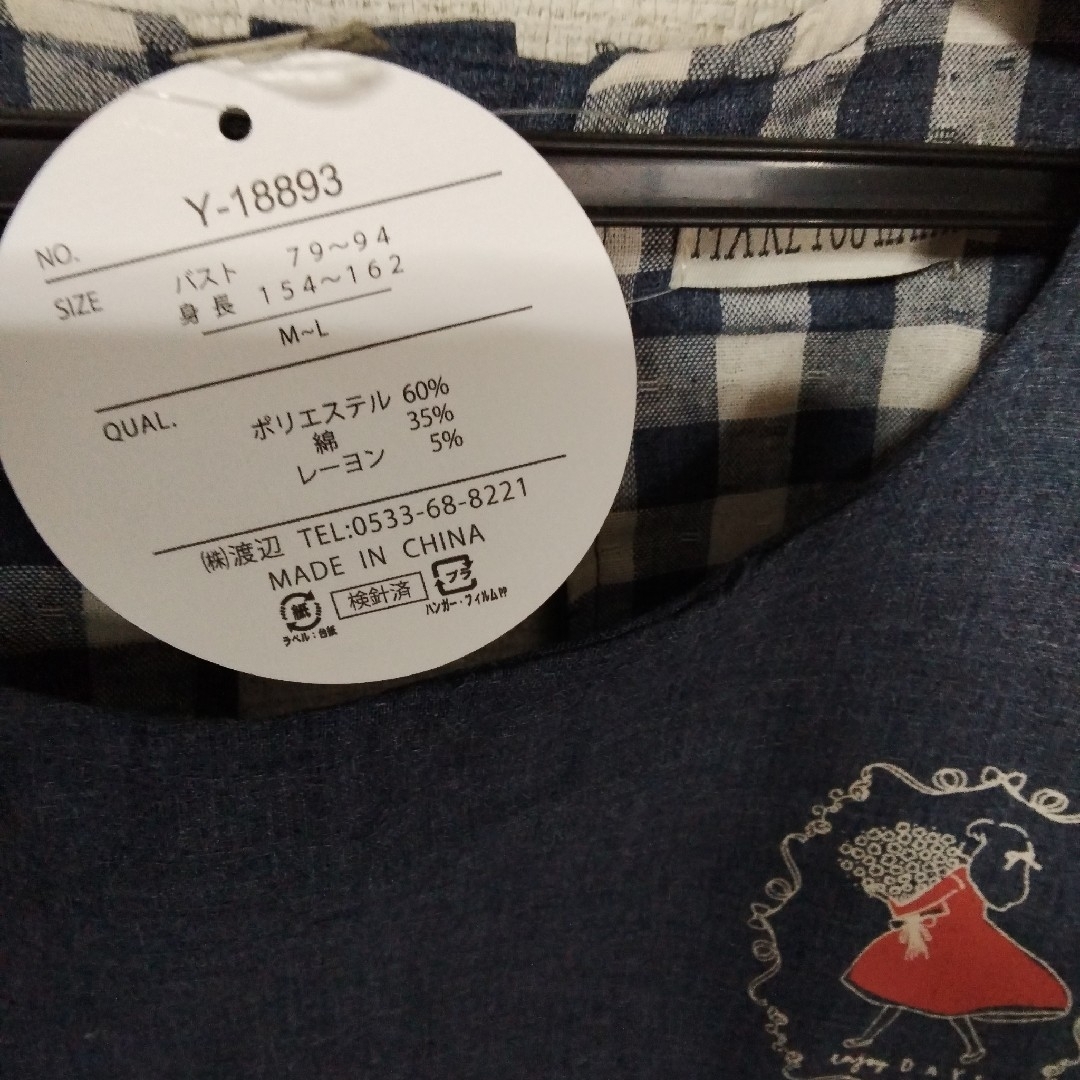 NO. Y-18893
SIZE バスト 79~94
身長 154~162
M~L
QUAL. ポリエステル 60%
綿 35%
レーヨン 5%
㈱渡辺 TEL:0533-68-8221
MADE IN CHINA
紙 検針済 プラ
ラベル:台紙 ハンガー・フィルム袋
enjoy DAY